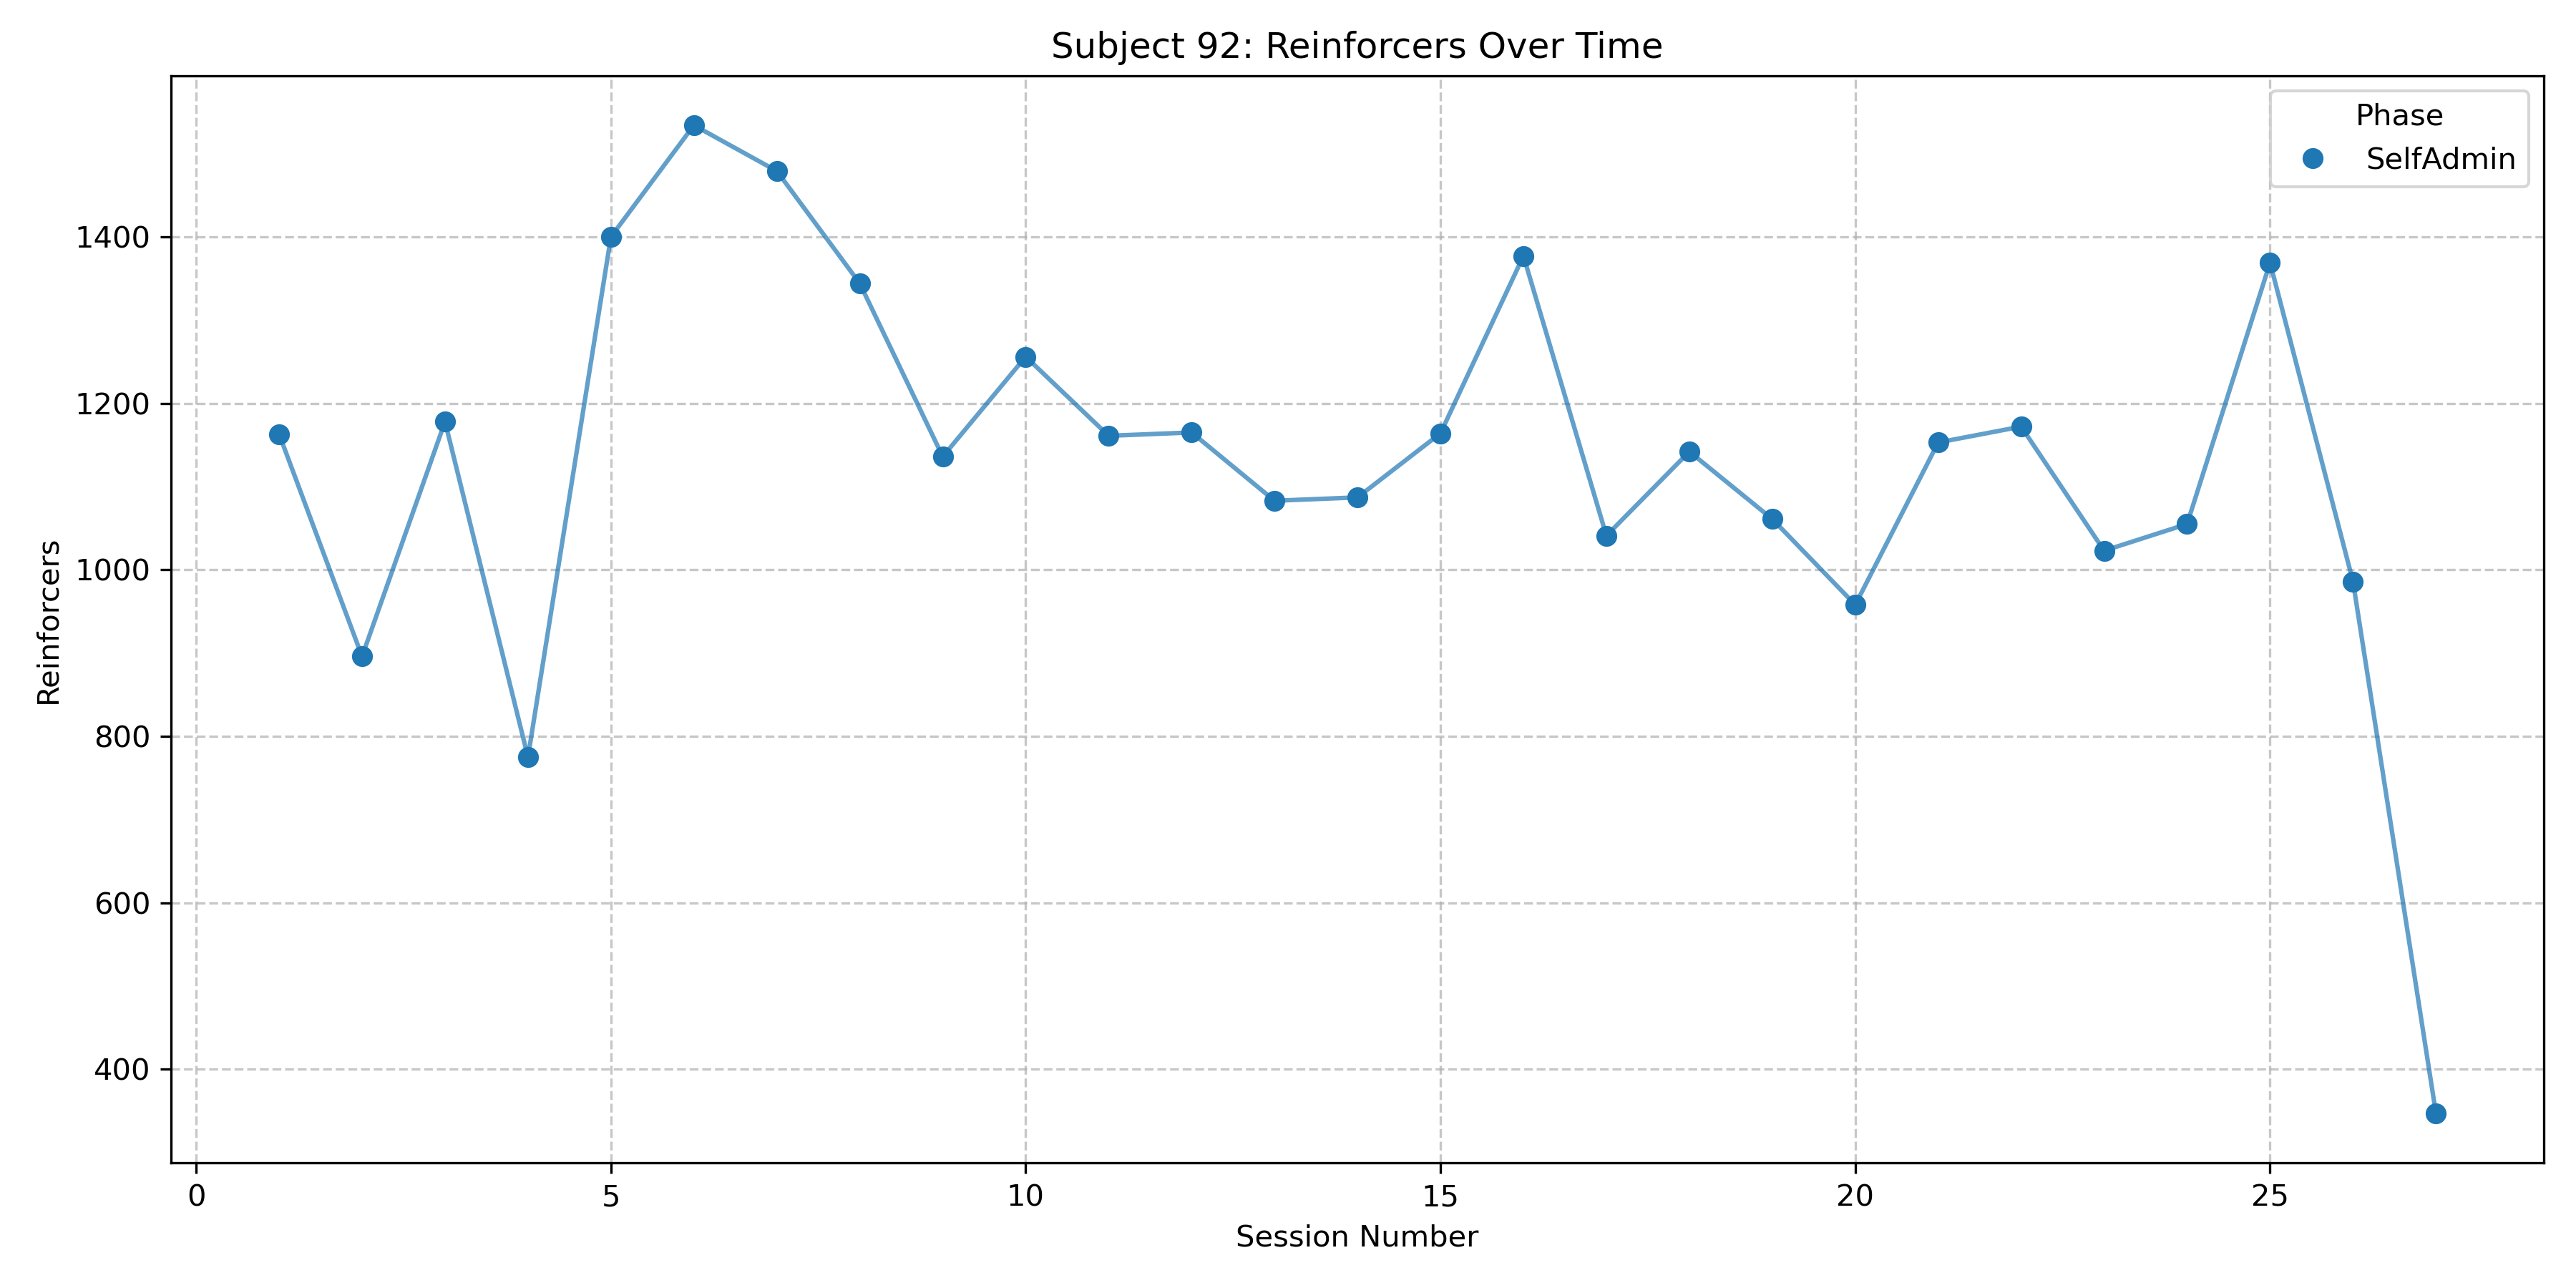 Subject 92: Reinforcers Over Time
Phase
SelfAdmin
Reinforcers
1400
1200
1000
800
600
400
0 5 10 15 20 25
Session Number